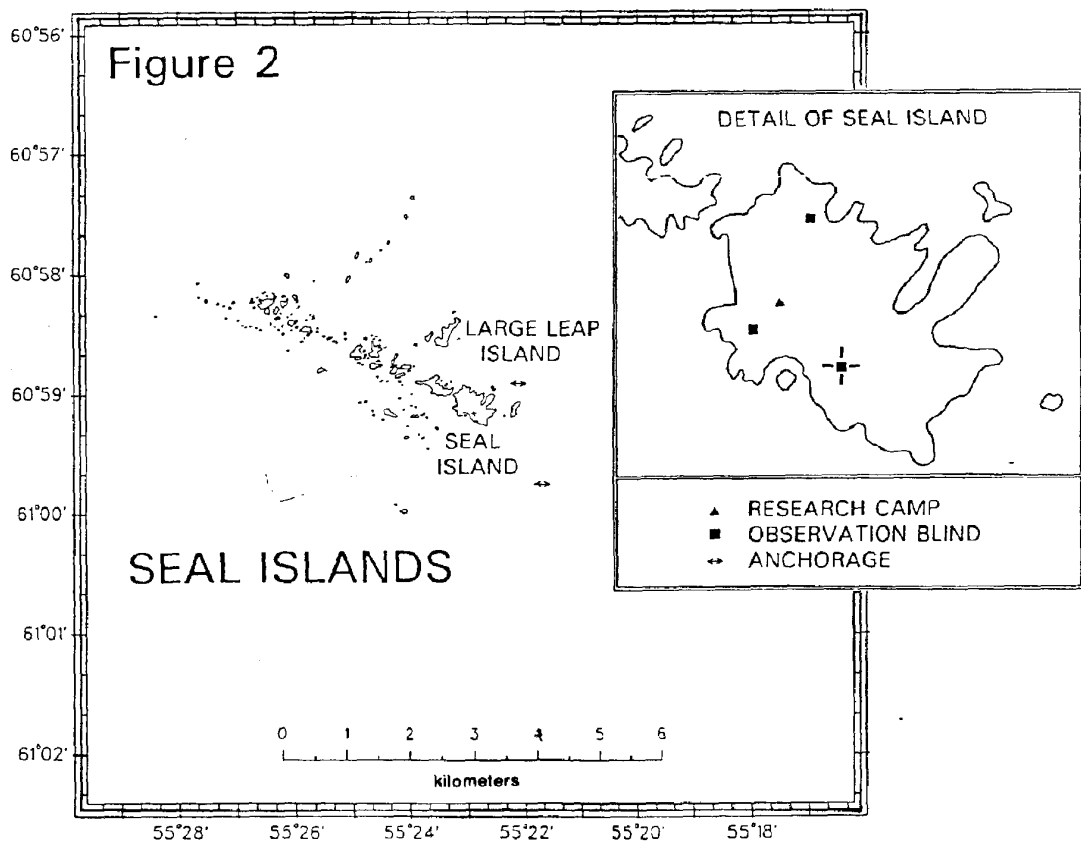 Figure 2
60°56'
60°57'
60°58'
60°59'
61°00'
61°01'
61°02'
LARGE LEAP
ISLAND
SEAL
ISLAND
SEAL ISLANDS
0 1 2 3 4 5 6
kilometers
55°28' 55°26' 55°24' 55°22' 55°20' 55°18'
DETAIL OF SEAL ISLAND
RESEARCH CAMP
OBSERVATION BLIND
ANCHORAGE